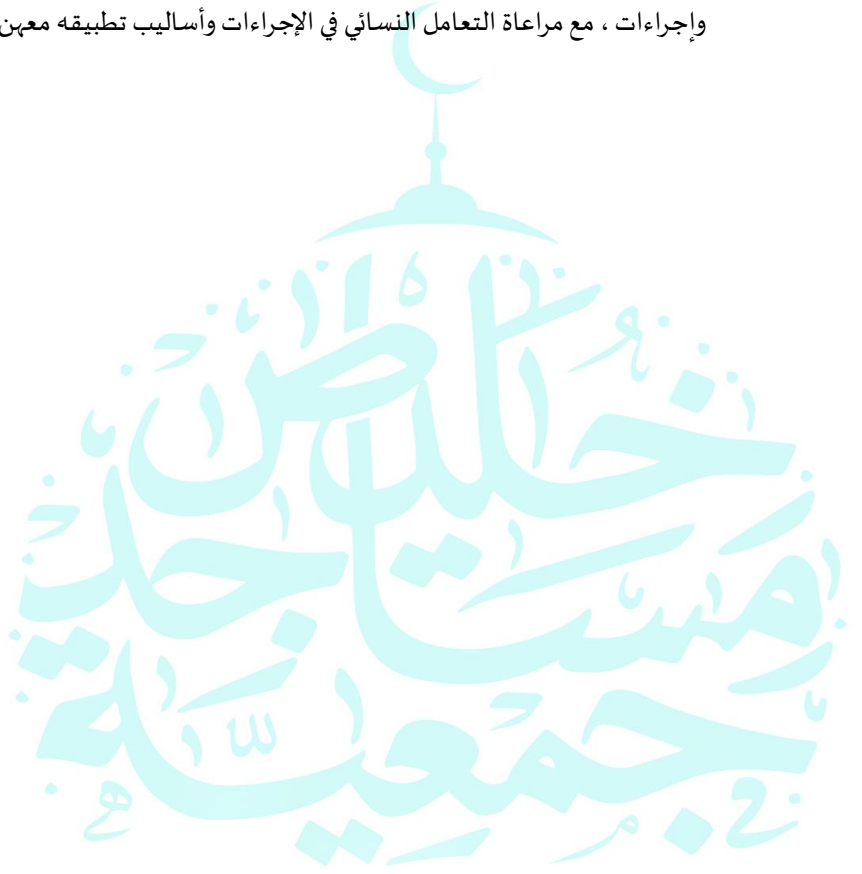 وإجراءات ، مع مراعاة التعامل النسائي في الإجراءات وأساليب تطبيقه معهن
خليص
مساجد
جمعية